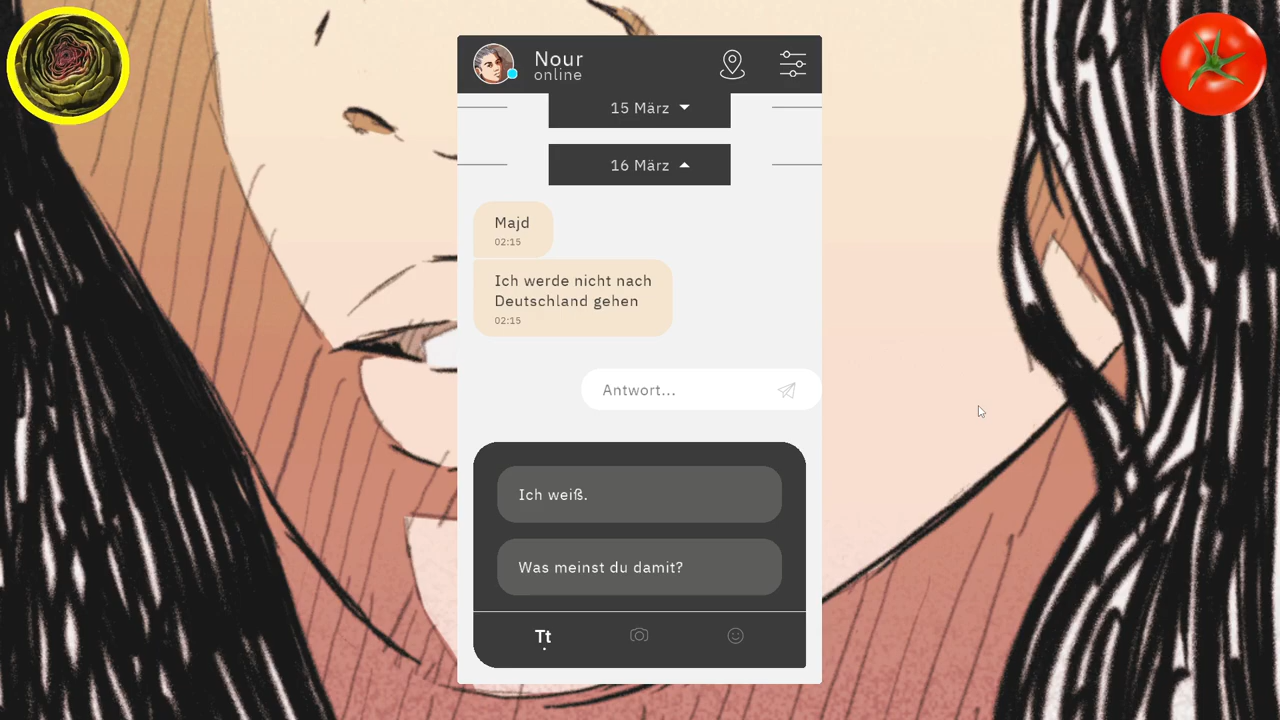 Nour
online
15 März
16 März
Majd
02:15
Ich werde nicht nach
Deutschland gehen
02:15
Antwort...
Ich weiß.
Was meinst du damit?
Tt